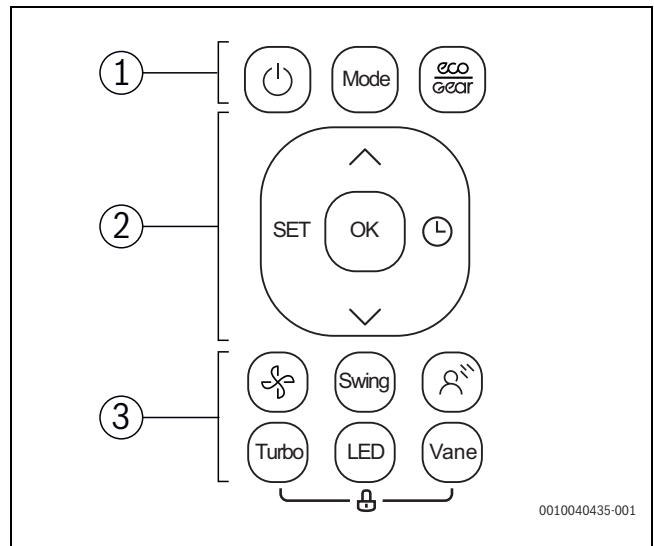 1
Mode
eco
Gear
2
SET
OK
3
Swing
Turbo
LED
Vane
0010040435-001